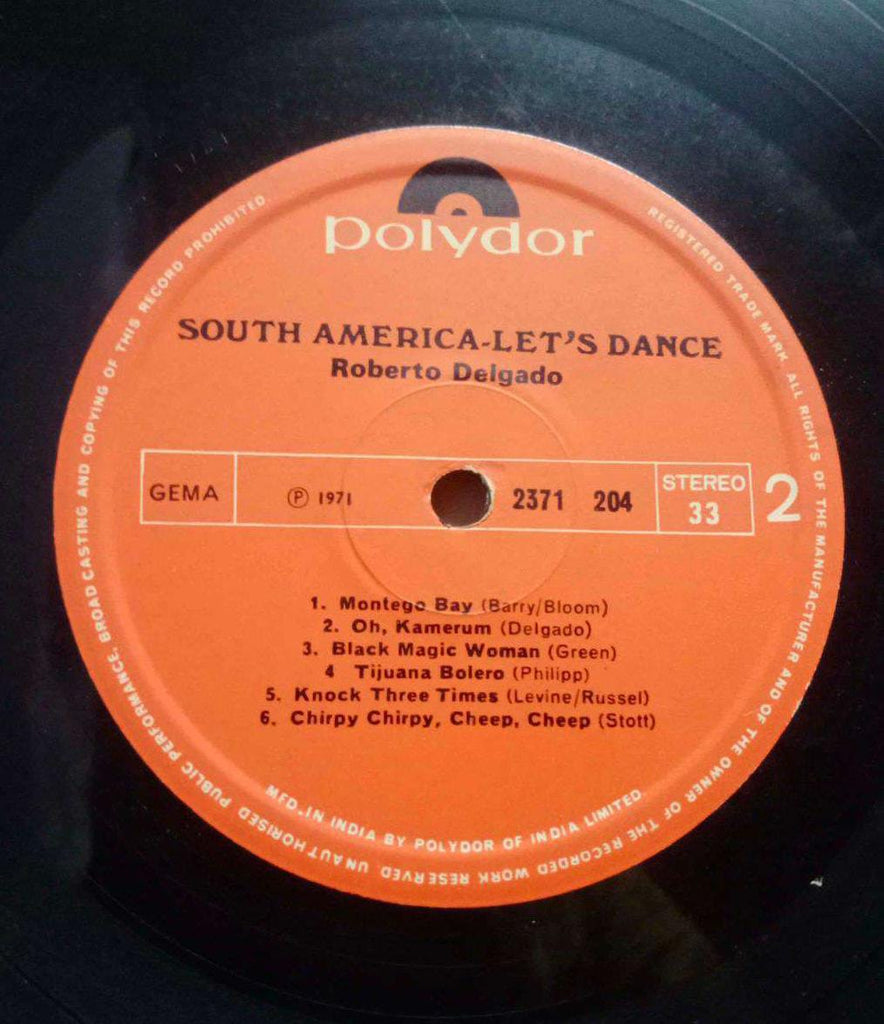 polydor
SOUTH AMERICA-LET'S DANCE
Roberto Delgado
GEMA
Ⓟ 1971
2371 204
STEREO
33
2
1. Montego Bay (Barry/Bloom)
2. Oh, Kamerum (Delgado)
3. Black Magic Woman (Green)
4 Tijuana Bolero (Philipp)
5. Knock Three Times (Levine/Russel)
6. Chirpy Chirpy, Cheep, Cheep (Stott)
MFD. IN INDIA BY POLYDOR OF INDIA LIMITED
REGISTERED TRADE MARK. ALL RIGHTS OF THE MANUFACTURER AND OF THE OWNER OF THE RECORDED WORK RESERVED UNAUTHORISED PUBLIC PERFORMANCE, BROADCASTING AND COPYING OF THIS RECORD PROHIBITED